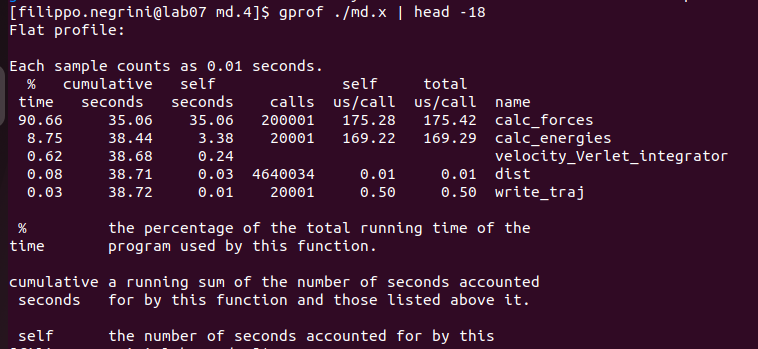 [filippo.negrini@lab07 md.4]$ gprof ./md.x | head -18
Flat profile:
Each sample counts as 0.01 seconds.
  %   cumulative   self              self     total
 time   seconds   seconds    calls  us/call  us/call  name
 90.66     35.06    35.06   200001   175.28   175.42  calc_forces
  8.75     38.44     3.38    20001   169.22   169.29  calc_energies
  0.62     38.68     0.24                             velocity_Verlet_integrator
  0.08     38.71     0.03  4640034     0.01     0.01  dist
  0.03     38.72     0.01    20001     0.50     0.50  write_traj
 %         the percentage of the total running time of the
time       program used by this function.
cumulative a running sum of the number of seconds accounted
 seconds   for by this function and those listed above it.
 self      the number of seconds accounted for by this